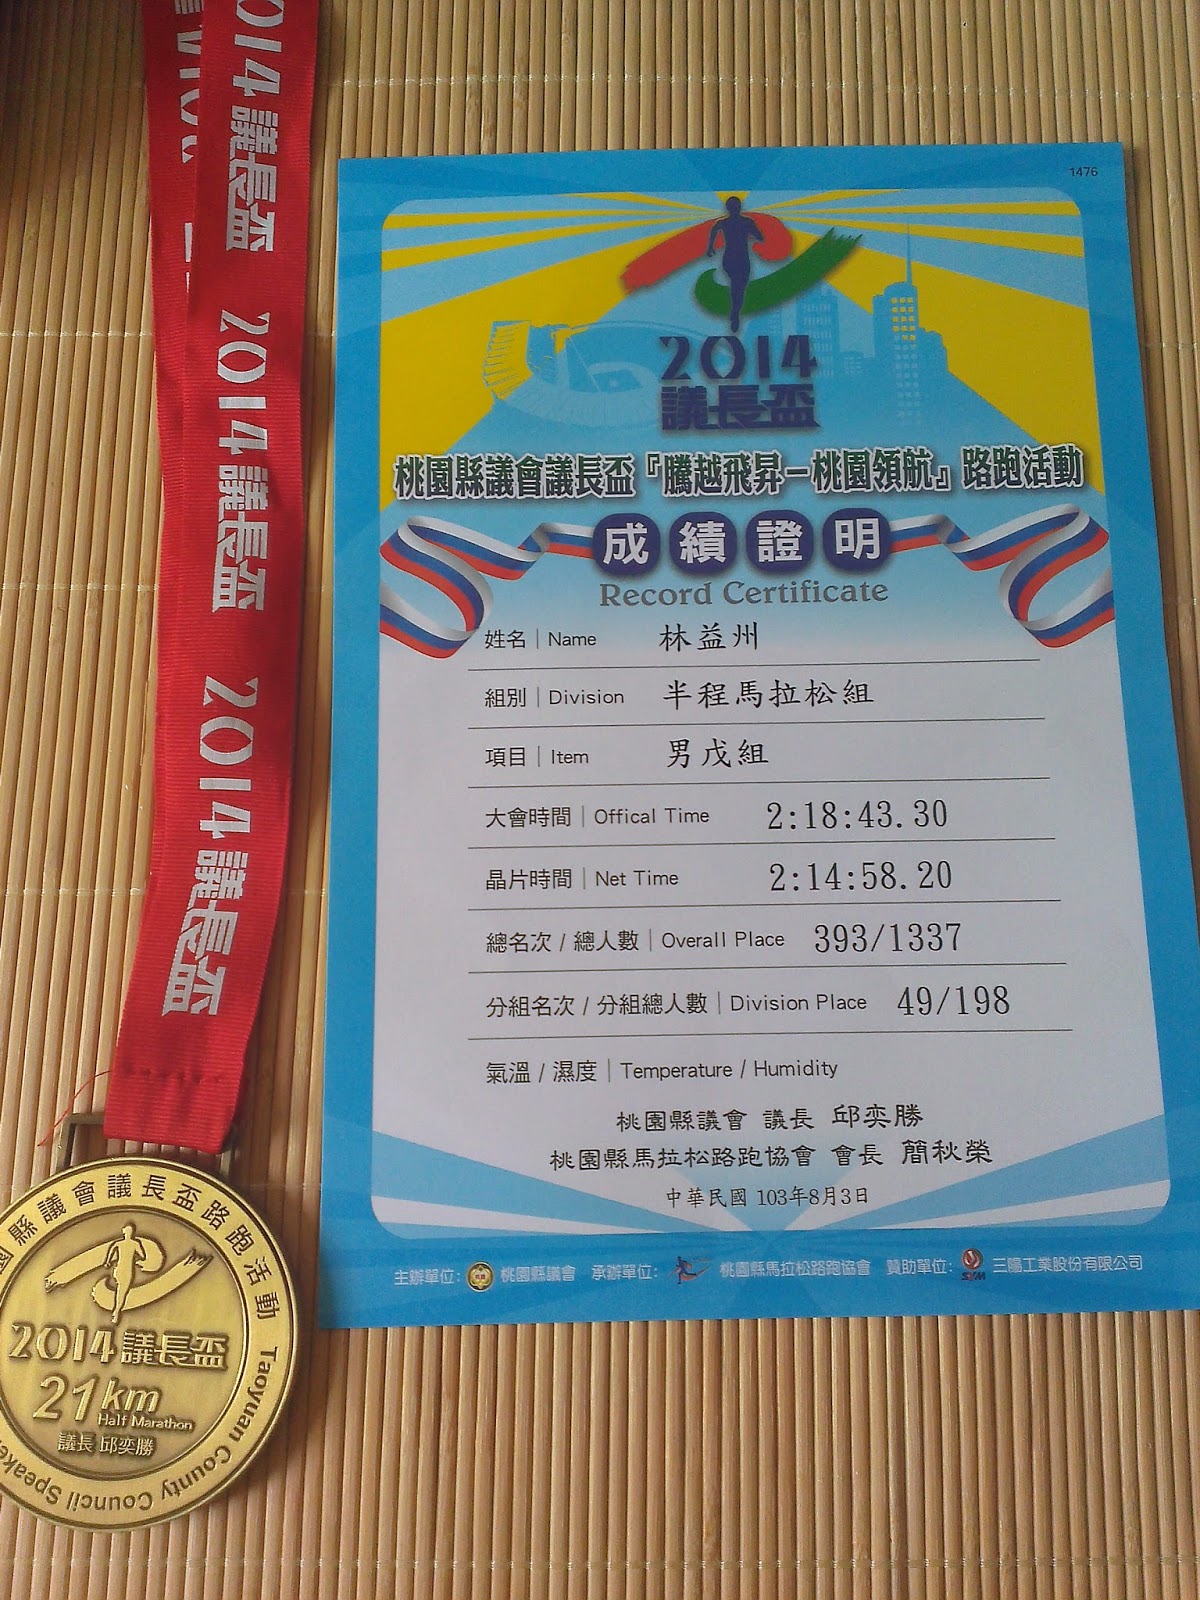 2014議長盃
2014議長盃
2014議長盃
1476
2014
議長盃
桃園縣議會議長盃『騰越飛昇－桃園領航』路跑活動
成績證明
Record Certificate
姓名｜Name 林益州
組別｜Division 半程馬拉松組
項目｜Item 男戊組
大會時間｜Offical Time 2:18:43.30
晶片時間｜Net Time 2:14:58.20
總名次 / 總人數｜Overall Place 393/1337
分組名次 / 分組總人數｜Division Place 49/198
氣溫 / 濕度｜Temperature / Humidity
桃園縣議會 議長 邱奕勝
桃園縣馬拉松路跑協會 會長 簡秋榮
中華民國 103年8月3日
主辦單位: 桃園縣議會 承辦單位: 桃園縣馬拉松路跑協會 贊助單位: SYM 三陽工業股份有限公司
園縣議會議長盃路跑活動
2014議長盃
21km
Half Marathon
議長 邱奕勝
Taoyuan County Council Speaker